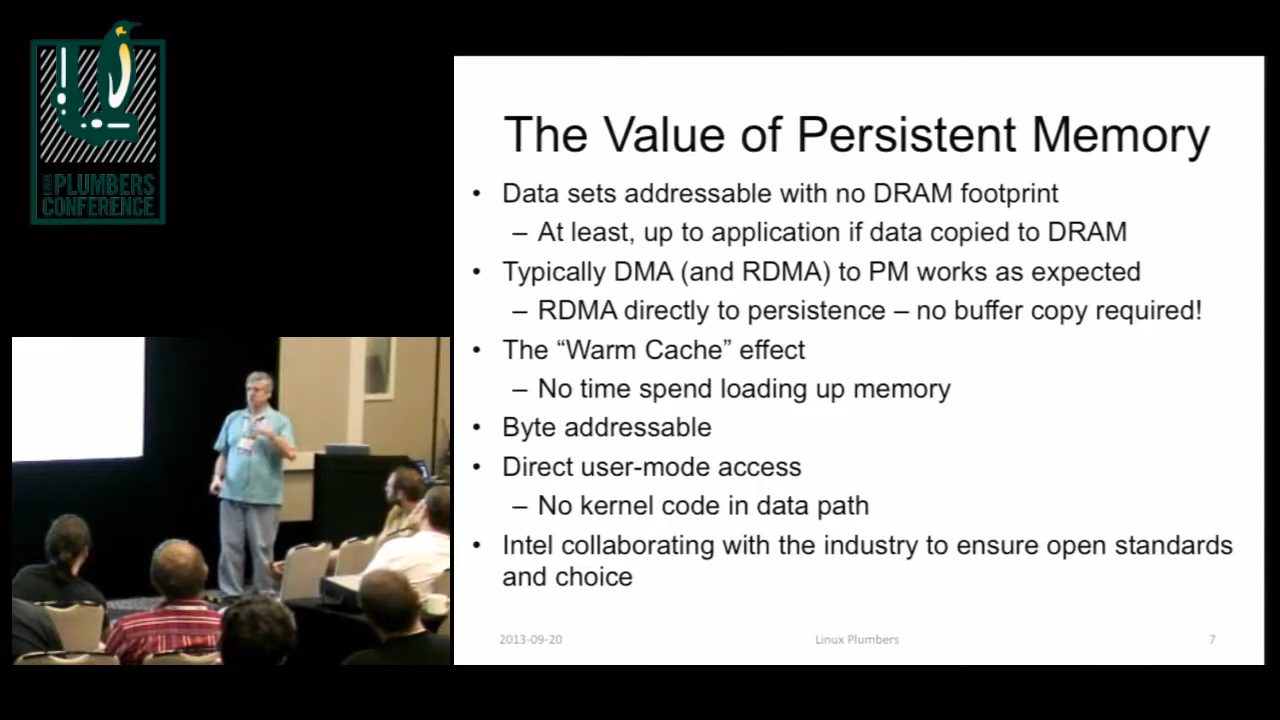 LINUX
PLUMBERS
CONFERENCE
The Value of Persistent Memory
• Data sets addressable with no DRAM footprint
– At least, up to application if data copied to DRAM
• Typically DMA (and RDMA) to PM works as expected
– RDMA directly to persistence – no buffer copy required!
• The “Warm Cache” effect
– No time spend loading up memory
• Byte addressable
• Direct user-mode access
– No kernel code in data path
• Intel collaborating with the industry to ensure open standards
and choice
2013-09-20
Linux Plumbers
7